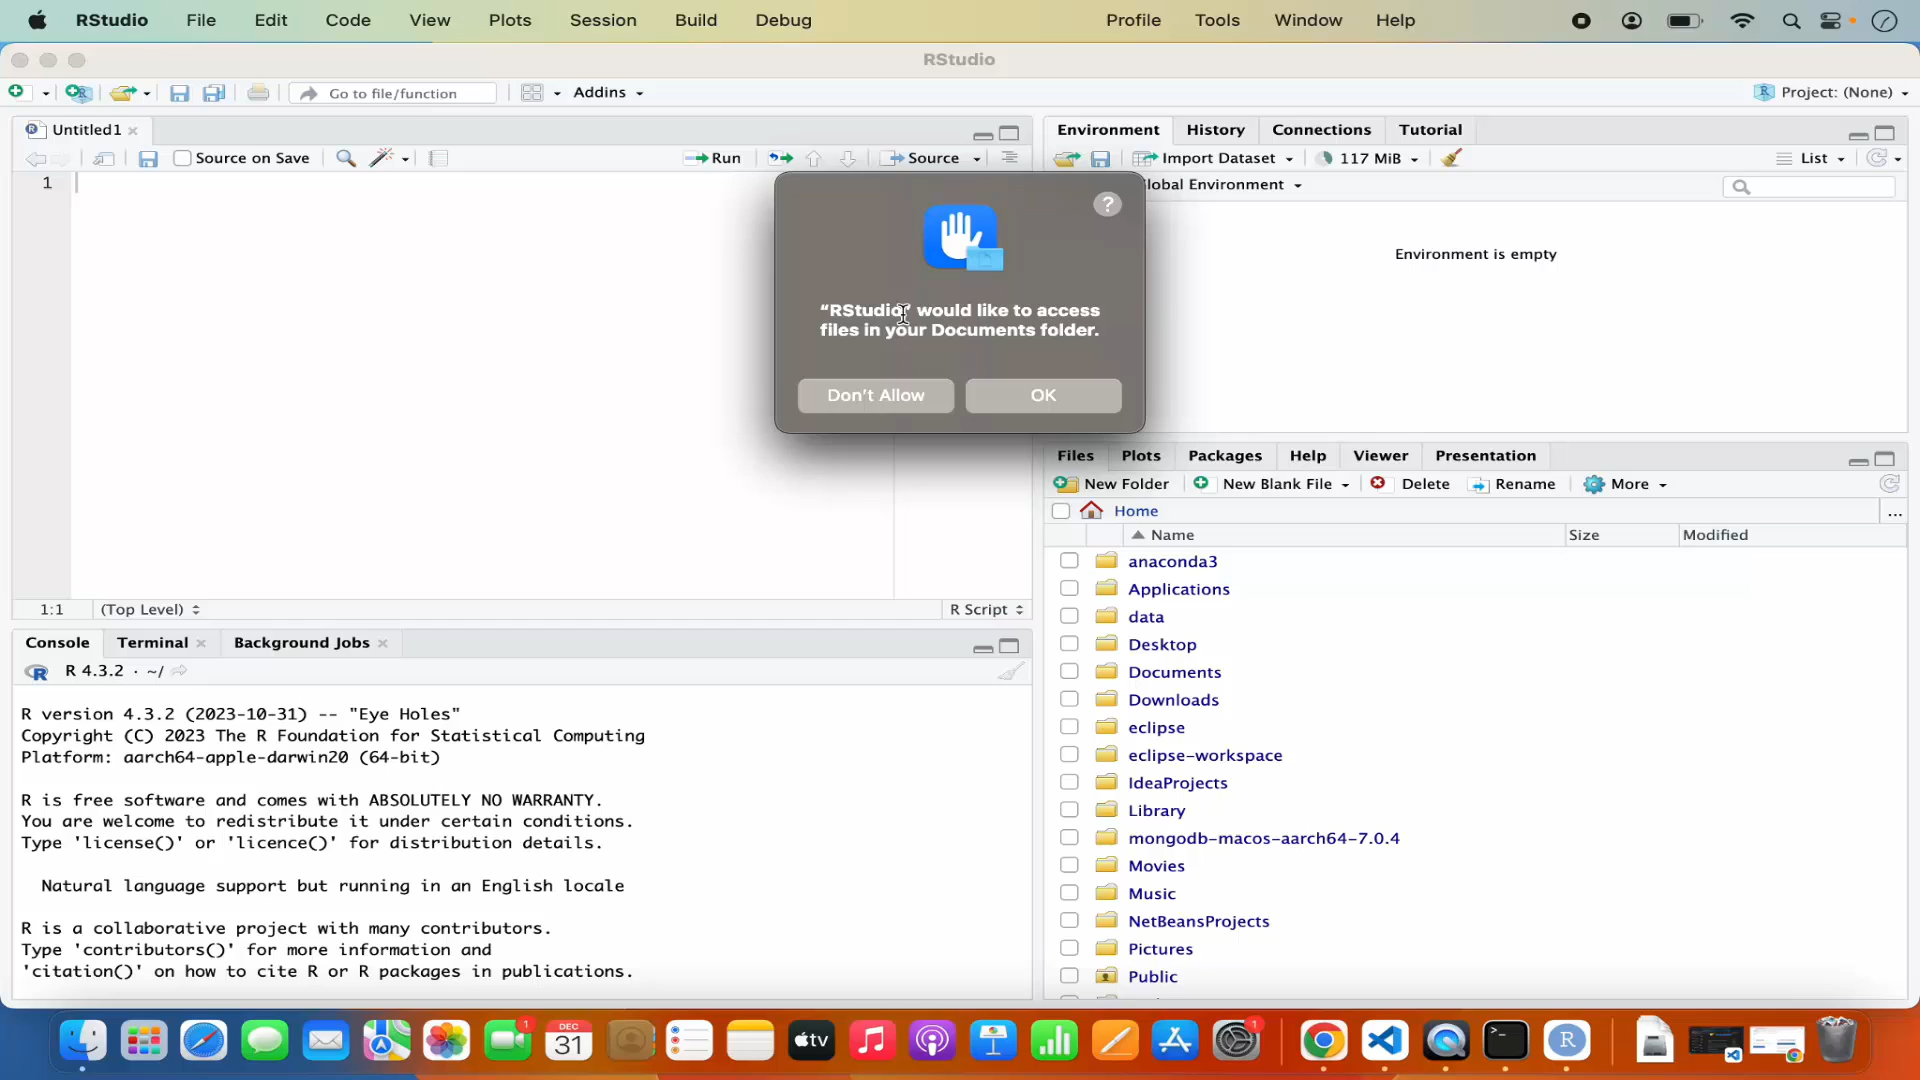 RStudio File Edit Code View Plots Session Build Debug Profile Tools Window Help
RStudio
Go to file/function Addins Project: (None)
Untitled1
Source on Save Run Source
1
1:1 (Top Level) R Script
Environment History Connections Tutorial
Import Dataset 117 MiB List
lobal Environment
Environment is empty
?
“RStudio” would like to access
files in your Documents folder.
Don't Allow OK
Console Terminal Background Jobs
R 4.3.2 · ~/
R version 4.3.2 (2023-10-31) -- "Eye Holes"
Copyright (C) 2023 The R Foundation for Statistical Computing
Platform: aarch64-apple-darwin20 (64-bit)
R is free software and comes with ABSOLUTELY NO WARRANTY.
You are welcome to redistribute it under certain conditions.
Type 'license()' or 'licence()' for distribution details.
Natural language support but running in an English locale
R is a collaborative project with many contributors.
Type 'contributors()' for more information and
'citation()' on how to cite R or R packages in publications.
Files Plots Packages Help Viewer Presentation
New Folder New Blank File Delete Rename More
Home ...
Name Size Modified
anaconda3
Applications
data
Desktop
Documents
Downloads
eclipse
eclipse-workspace
IdeaProjects
Library
mongodb-macos-aarch64-7.0.4
Movies
Music
NetBeansProjects
Pictures
Public
1 DEC 31 tv 1 >_ R